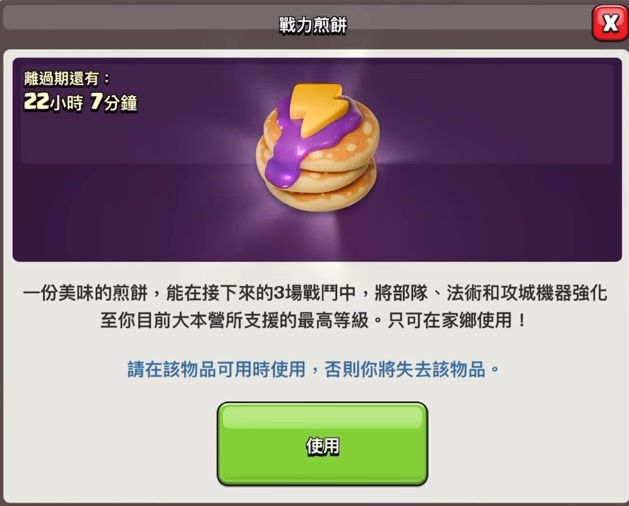 戰力煎餅
X
離過期還有：
22小時 7分鐘
一份美味的煎餅，能在接下來的3場戰鬥中，將部隊、法術和攻城機器強化
至你目前大本營所支援的最高等級。只可在家鄉使用！
請在該物品可用時使用，否則你將失去該物品。
使用